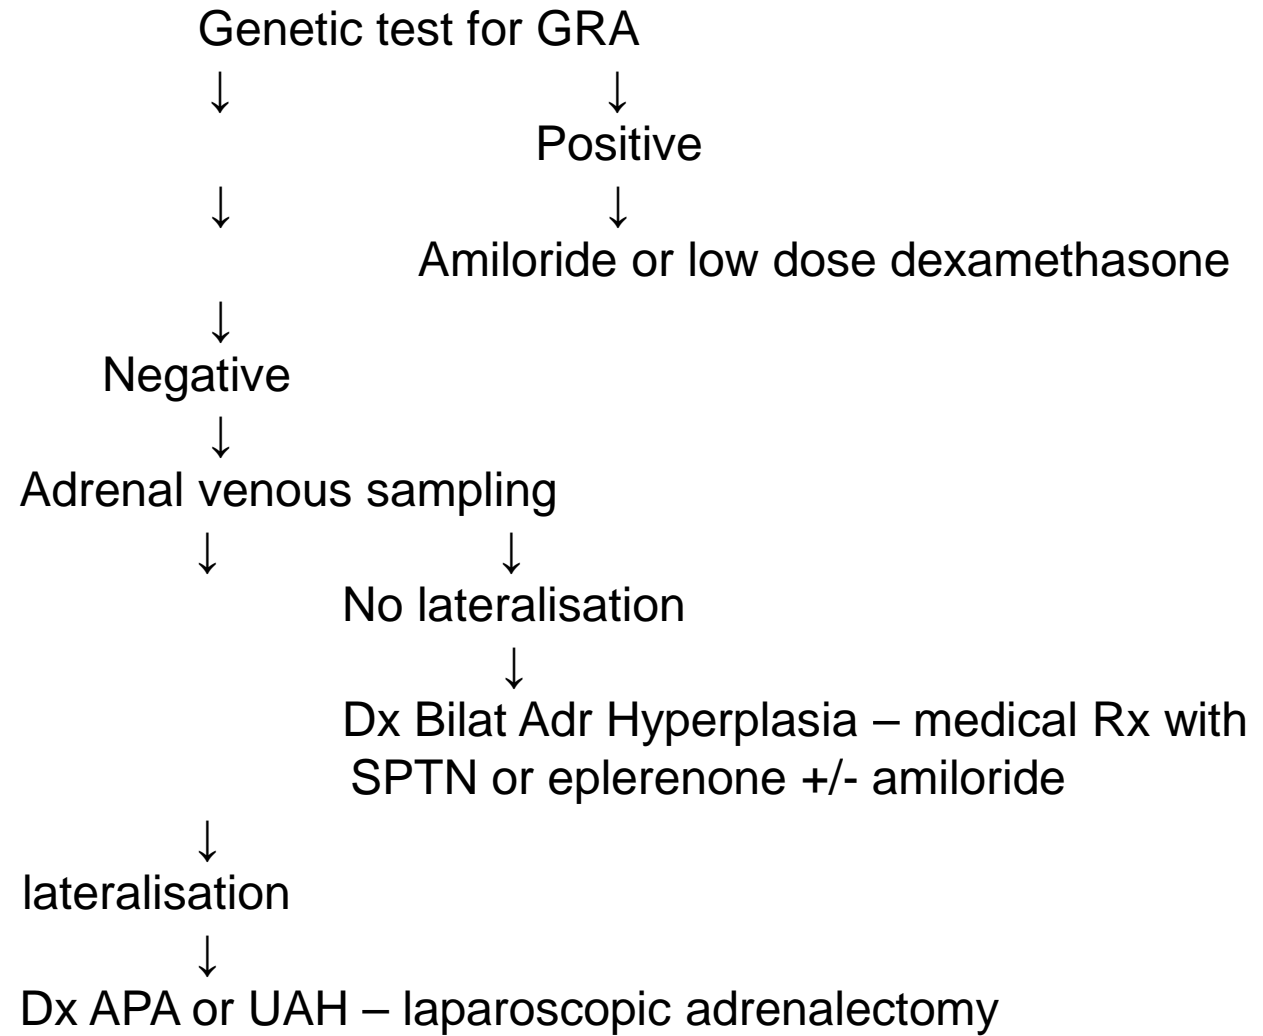 Genetic test for GRA
↓ ↓
Positive
↓ ↓
Amiloride or low dose dexamethasone
↓
Negative
↓
Adrenal venous sampling
↓ ↓
No lateralisation
↓
Dx Bilat Adr Hyperplasia – medical Rx with
SPTN or eplerenone +/- amiloride
↓
lateralisation
↓
Dx APA or UAH – laparoscopic adrenalectomy